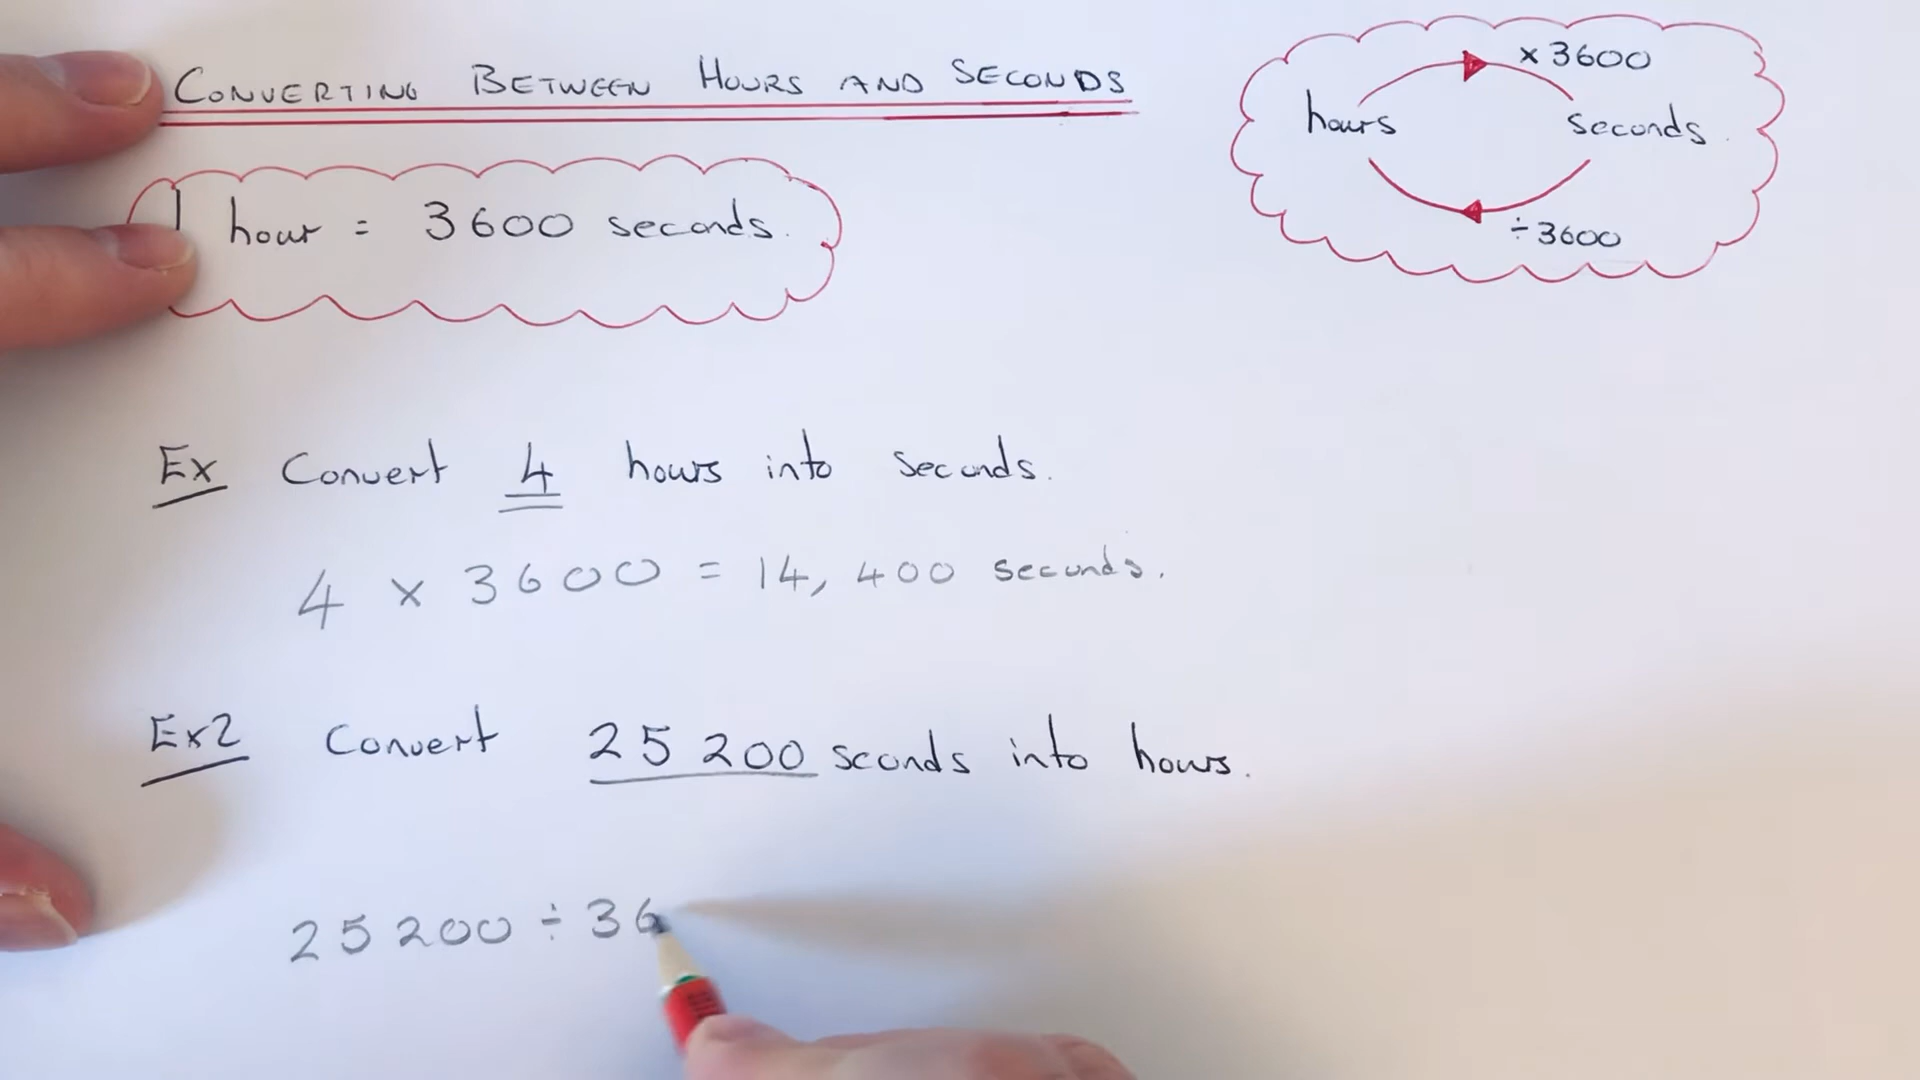 CONVERTING BETWEEN HOURS AND SECONDS
× 3600
hours seconds.
÷ 3600
1 hour = 3600 seconds.
Ex Convert 4 hours into seconds.
4 × 3600 = 14, 400 seconds.
Ex2 Convert 25 200 sconds into hours.
25 200 ÷ 36